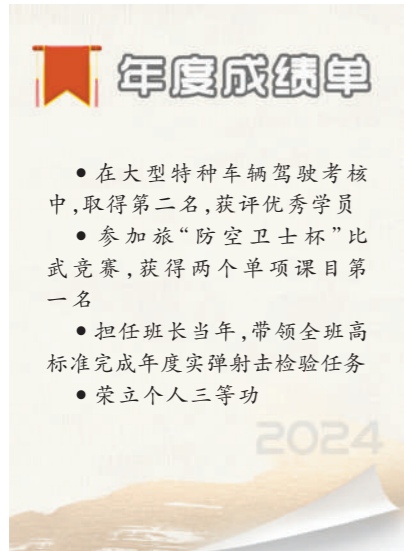 年度成绩单
●在大型特种车辆驾驶考核
中,取得第二名,获评优秀学员
●参加旅“防空卫士杯”比
武竞赛,获得两个单项课目第
一名
●担任班长当年,带领全班高
标准完成年度实弹射击检验任务
●荣立个人三等功
2024